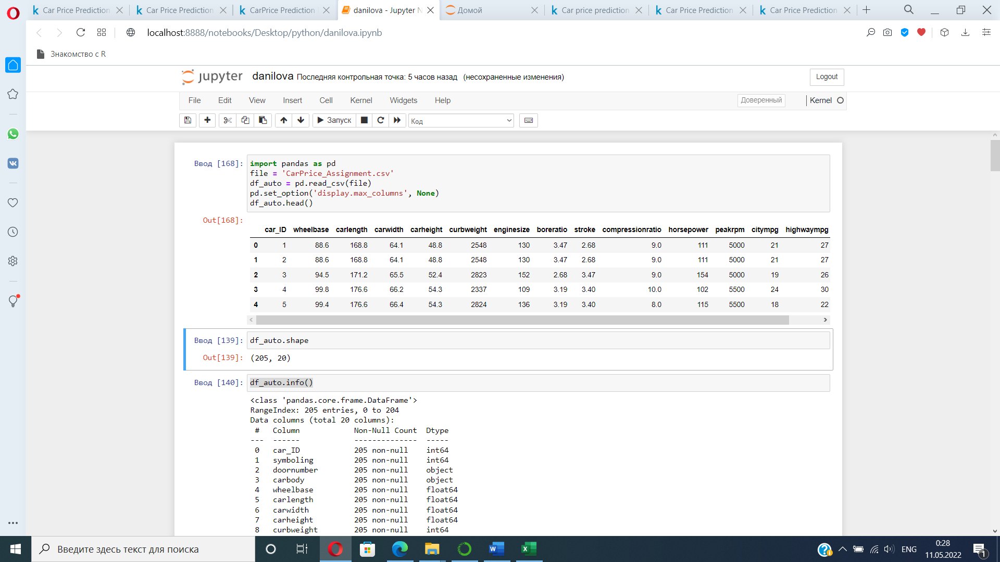 Car Price Prediction
Car Price Prediction
CarPrice Prediction
danilova - Jupyter N
Домой
Car price prediction
Car Price Prediction
Car Price Prediction
localhost:8888/notebooks/Desktop/python/danilova.ipynb
Знакомство с R
jupyter danilova Последняя контрольная точка: 5 часов назад (несохраненные изменения)
Logout
File Edit View Insert Cell Kernel Widgets Help
Доверенный
Kernel
Запуск
Код
Ввод [168]:
import pandas as pd
file = 'CarPrice_Assignment.csv'
df_auto = pd.read_csv(file)
pd.set_option('display.max_columns', None)
df_auto.head()
Out[168]:
car_ID wheelbase carlength carwidth carheight curbweight enginesize boreratio stroke compressionratio horsepower peakrpm citympg highwaympg
0 1 88.6 168.8 64.1 48.8 2548 130 3.47 2.68 9.0 111 5000 21 27
1 2 88.6 168.8 64.1 48.8 2548 130 3.47 2.68 9.0 111 5000 21 27
2 3 94.5 171.2 65.5 52.4 2823 152 2.68 3.47 9.0 154 5000 19 26
3 4 99.8 176.6 66.2 54.3 2337 109 3.19 3.40 10.0 102 5500 24 30
4 5 99.4 176.6 66.4 54.3 2824 136 3.19 3.40 8.0 115 5500 18 22
Ввод [139]: df_auto.shape
Out[139]: (205, 20)
Ввод [140]: df_auto.info()
<class 'pandas.core.frame.DataFrame'>
RangeIndex: 205 entries, 0 to 204
Data columns (total 20 columns):
# Column Non-Null Count Dtype
--- ------ -------------- -----
0 car_ID 205 non-null int64
1 symboling 205 non-null int64
2 doornumber 205 non-null object
3 carbody 205 non-null object
4 wheelbase 205 non-null float64
5 carlength 205 non-null float64
6 carwidth 205 non-null float64
7 carheight 205 non-null float64
8 curbweight 205 non-null int64
Введите здесь текст для поиска
ENG
0:28
11.05.2022
1